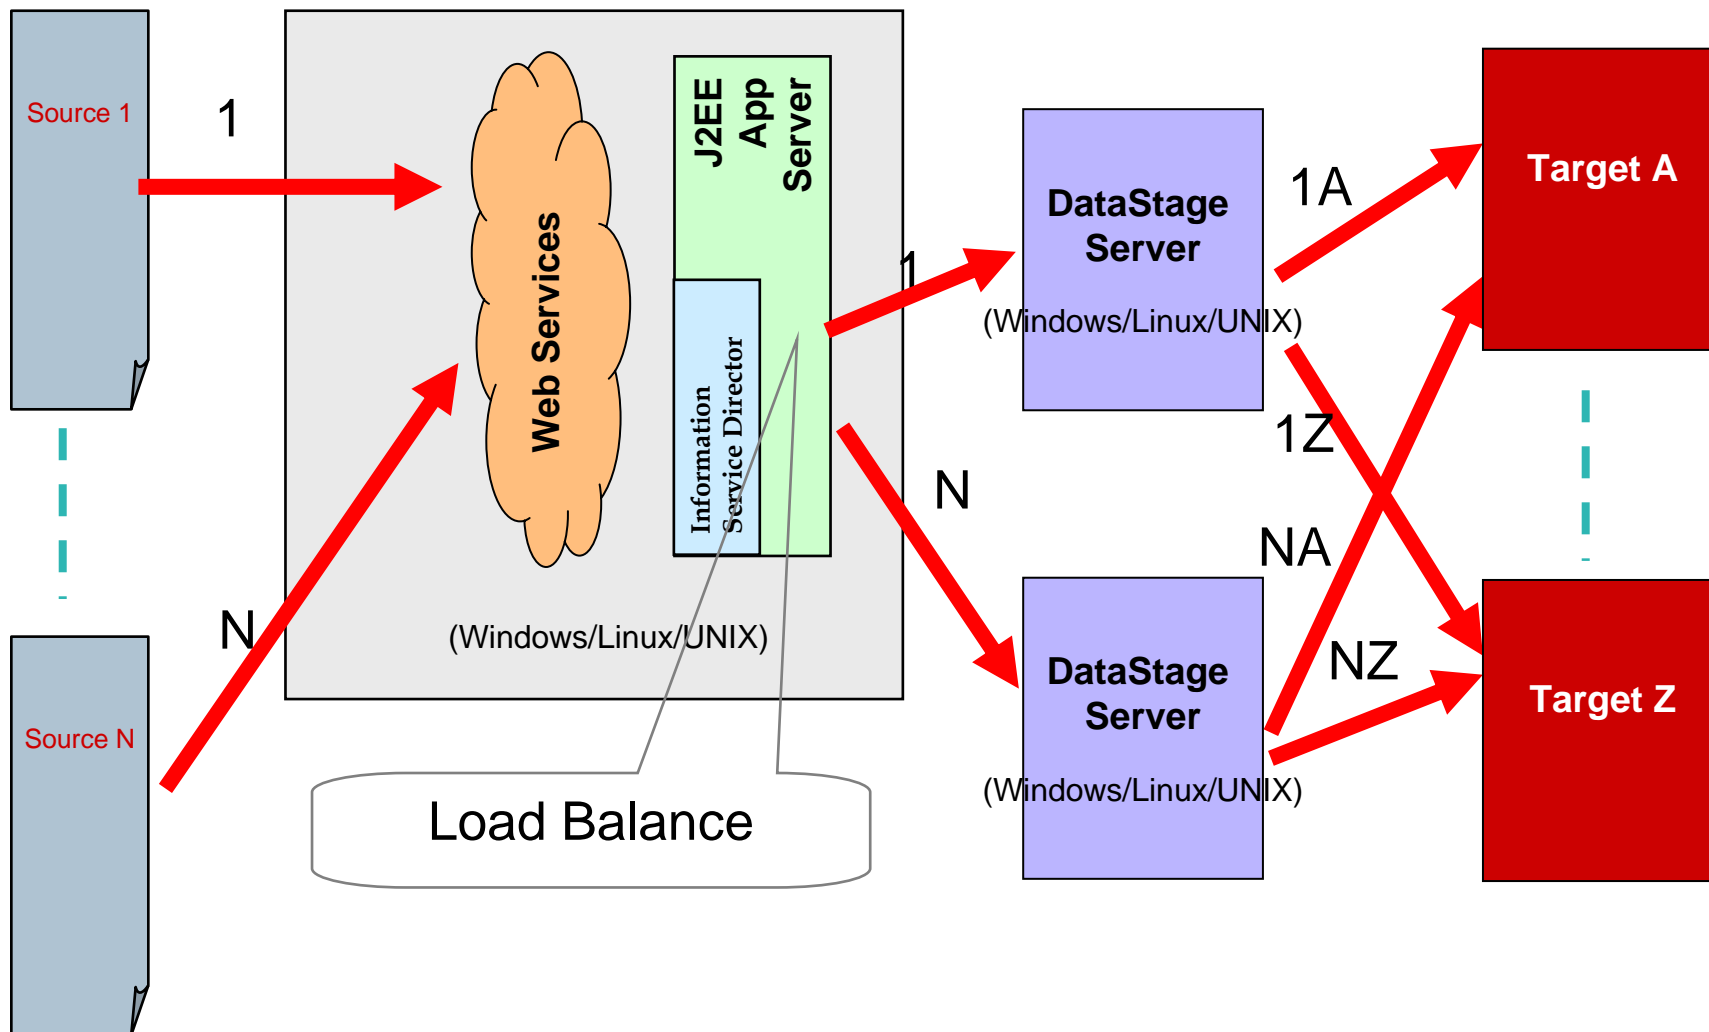 Source 1
1
Web Services
J2EE
App
Server
Information
Service Director
(Windows/Linux/UNIX)
Load Balance
Source N
N
1
N
DataStage
Server
(Windows/Linux/UNIX)
DataStage
Server
(Windows/Linux/UNIX)
1A
1Z
NA
NZ
Target A
Target Z